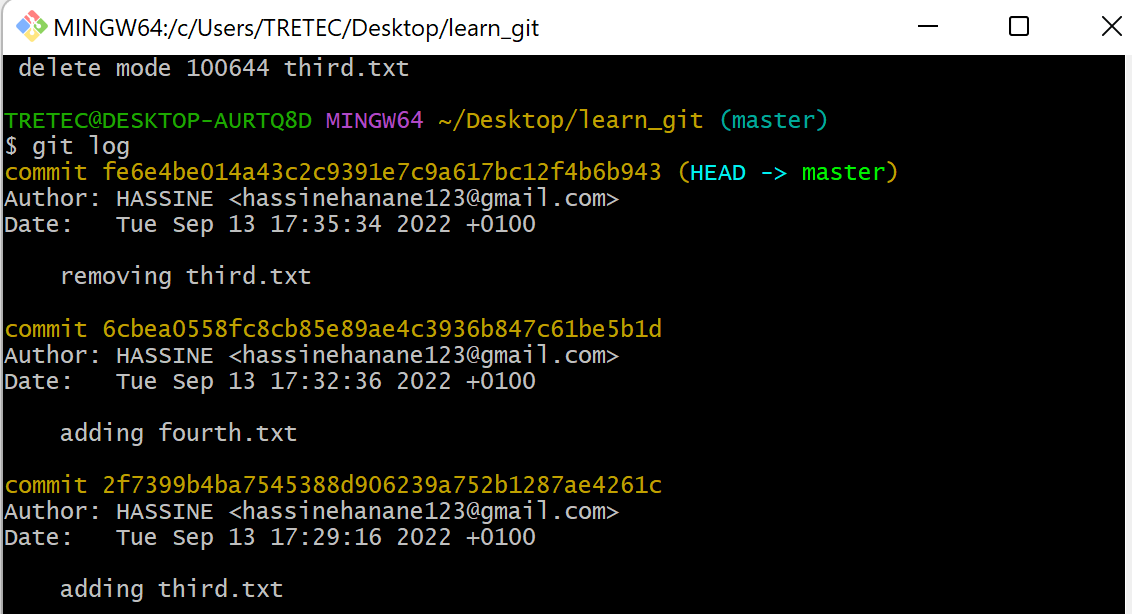 MINGW64:/c/Users/TRETEC/Desktop/learn_git
delete mode 100644 third.txt
TRETEC@DESKTOP-AURTQ8D MINGW64 ~/Desktop/learn_git (master)
$ git log
commit fe6e4be014a43c2c9391e7c9a617bc12f4b6b943 (HEAD -> master)
Author: HASSINE <hassinehanane123@gmail.com>
Date:   Tue Sep 13 17:35:34 2022 +0100
removing third.txt
commit 6cbea0558fc8cb85e89ae4c3936b847c61be5b1d
Author: HASSINE <hassinehanane123@gmail.com>
Date:   Tue Sep 13 17:32:36 2022 +0100
adding fourth.txt
commit 2f7399b4ba7545388d906239a752b1287ae4261c
Author: HASSINE <hassinehanane123@gmail.com>
Date:   Tue Sep 13 17:29:16 2022 +0100
adding third.txt